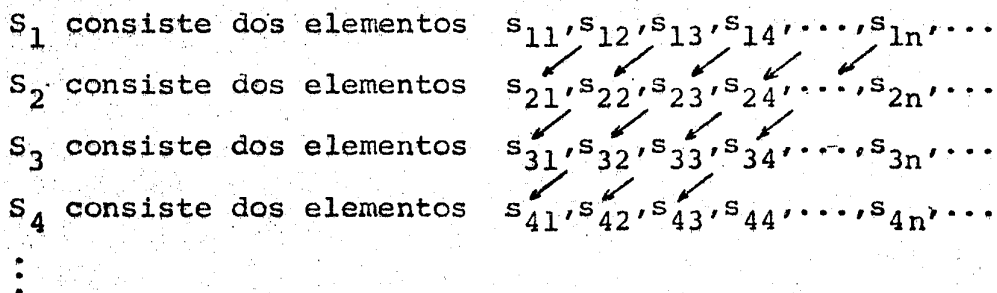 S₁ consiste dos elementos s₁₁,s₁₂,s₁₃,s₁₄,....,s₁ₙ,...
S₂ consiste dos elementos s₂₁,s₂₂,s₂₃,s₂₄,....,s₂ₙ,...
S₃ consiste dos elementos s₃₁,s₃₂,s₃₃,s₃₄,....,s₃ₙ,...
S₄ consiste dos elementos s₄₁,s₄₂,s₄₃,s₄₄,....,s₄ₙ,...
⋮